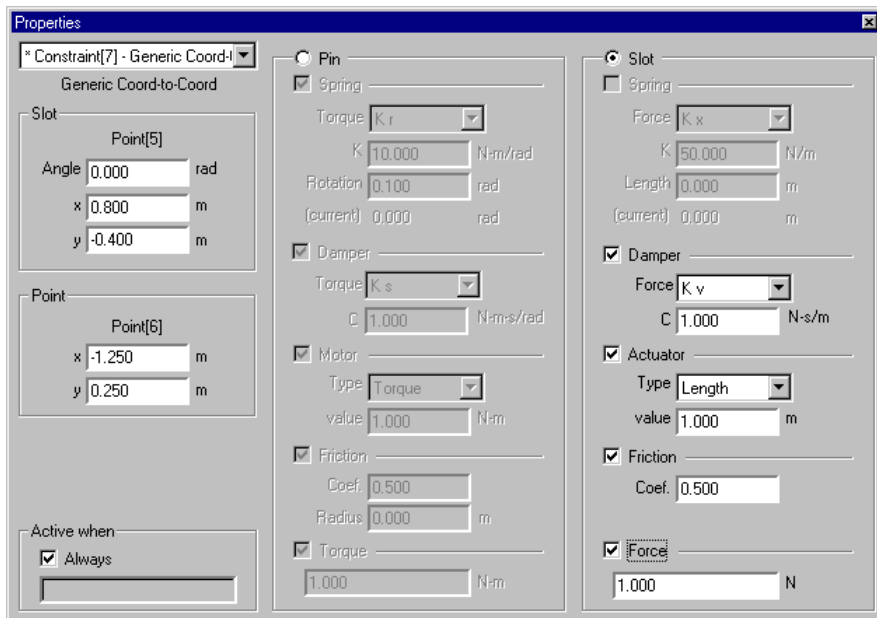 Properties
* Constraint[7] - Generic Coord-
Generic Coord-to-Coord
Slot
Point[5]
Angle 0.000 rad
x 0.800 m
y -0.400 m
Point
Point[6]
x -1.250 m
y 0.250 m
Active when
Always
Pin
Spring
Torque K r
K 10.000 N-m/rad
Rotation 0.100 rad
(current) 0.000 rad
Damper
Torque K s
C 1.000 N-m-s/rad
Motor
Type Torque
value 1.000 N-m
Friction
Coef. 0.500
Radius 0.000 m
Torque
1.000 N-m
Slot
Spring
Force K x
K 50.000 N/m
Length 0.000 m
(current) 0.000 m
Damper
Force K v
C 1.000 N-s/m
Actuator
Type Length
value 1.000 m
Friction
Coef. 0.500
Force
1.000 N